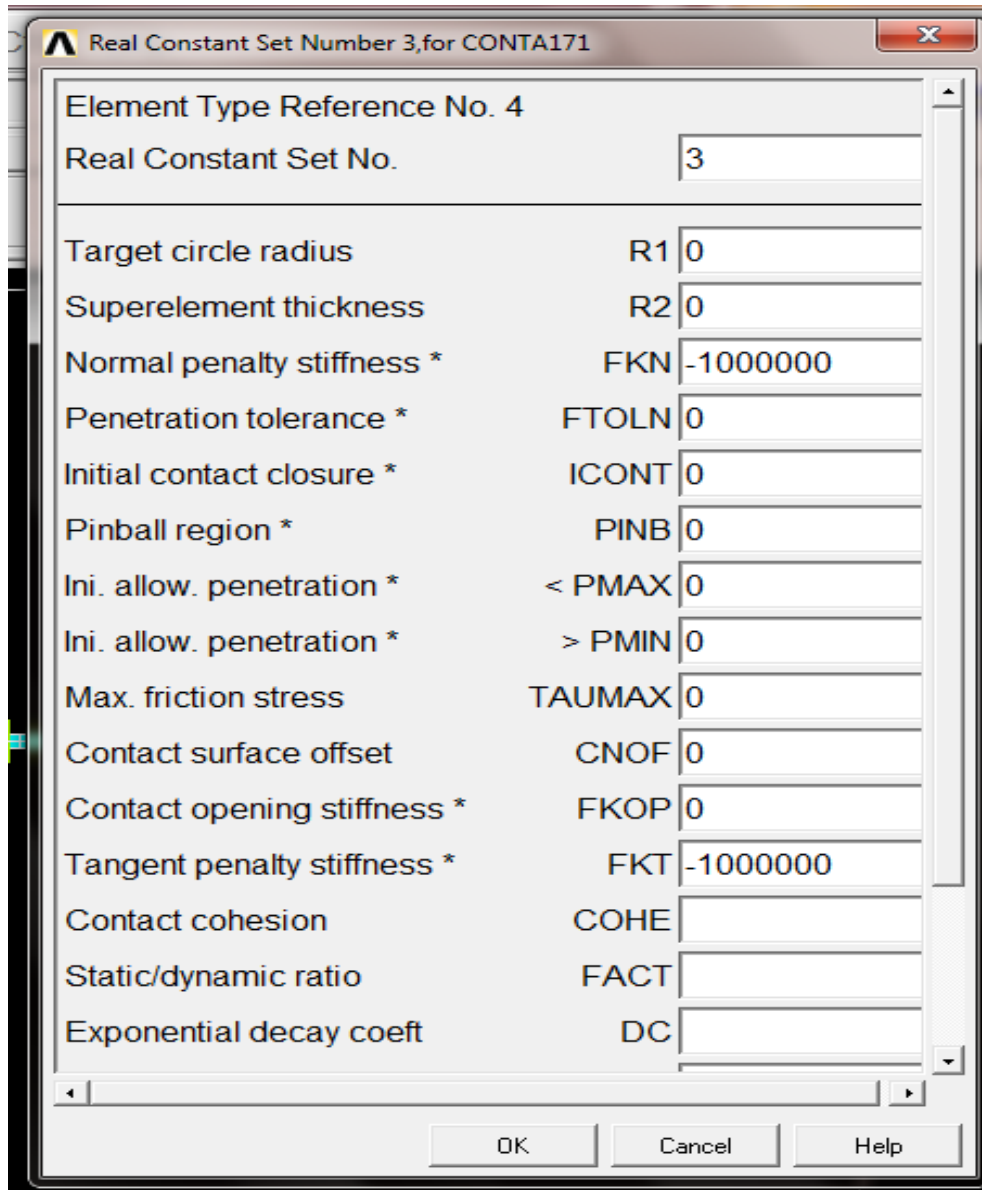 Real Constant Set Number 3,for CONTA171
Element Type Reference No. 4
Real Constant Set No. 3
Target circle radius R1 0
Superelement thickness R2 0
Normal penalty stiffness * FKN -1000000
Penetration tolerance * FTOLN 0
Initial contact closure * ICONT 0
Pinball region * PINB 0
Ini. allow. penetration * < PMAX 0
Ini. allow. penetration * > PMIN 0
Max. friction stress TAUMAX 0
Contact surface offset CNOF 0
Contact opening stiffness * FKOP 0
Tangent penalty stiffness * FKT -1000000
Contact cohesion COHE
Static/dynamic ratio FACT
Exponential decay coeft DC
OK Cancel Help